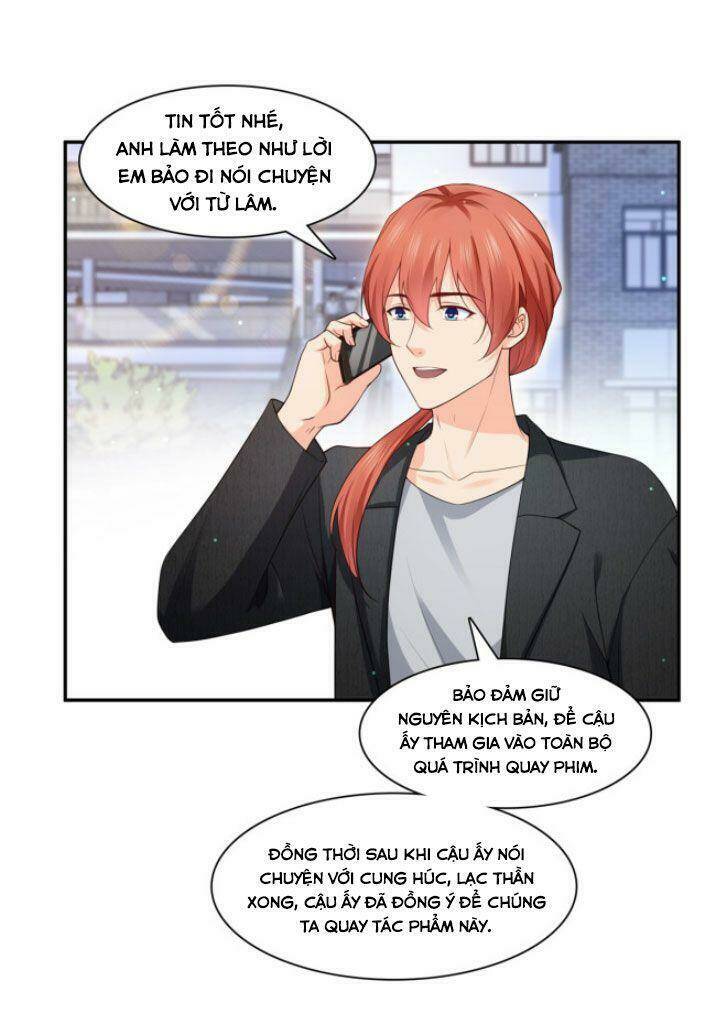 TIN TỐT NHÉ,
ANH LÀM THEO NHƯ LỜI
EM BẢO ĐI NÓI CHUYỆN
VỚI TỪ LÂM.
BẢO ĐẢM GIỮ
NGUYÊN KỊCH BẢN, ĐỂ CẬU
ẤY THAM GIA VÀO TOÀN BỘ
QUÁ TRÌNH QUAY PHIM.
ĐỒNG THỜI SAU KHI CẬU ẤY NÓI
CHUYỆN VỚI CUNG HÚC, LẠC THẦN
XONG, CẬU ẤY ĐÃ ĐỒNG Ý ĐỂ CHÚNG
TA QUAY TÁC PHẨM NÀY.